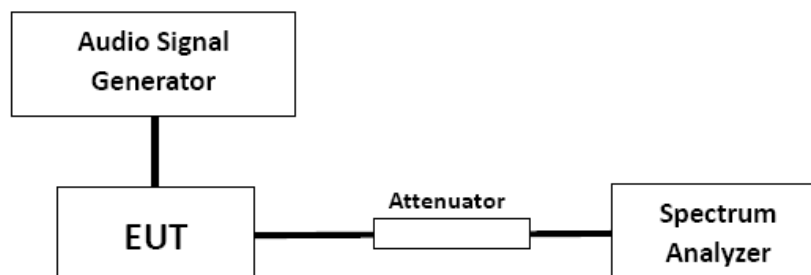 Audio Signal
Generator
EUT
Attenuator
Spectrum
Analyzer